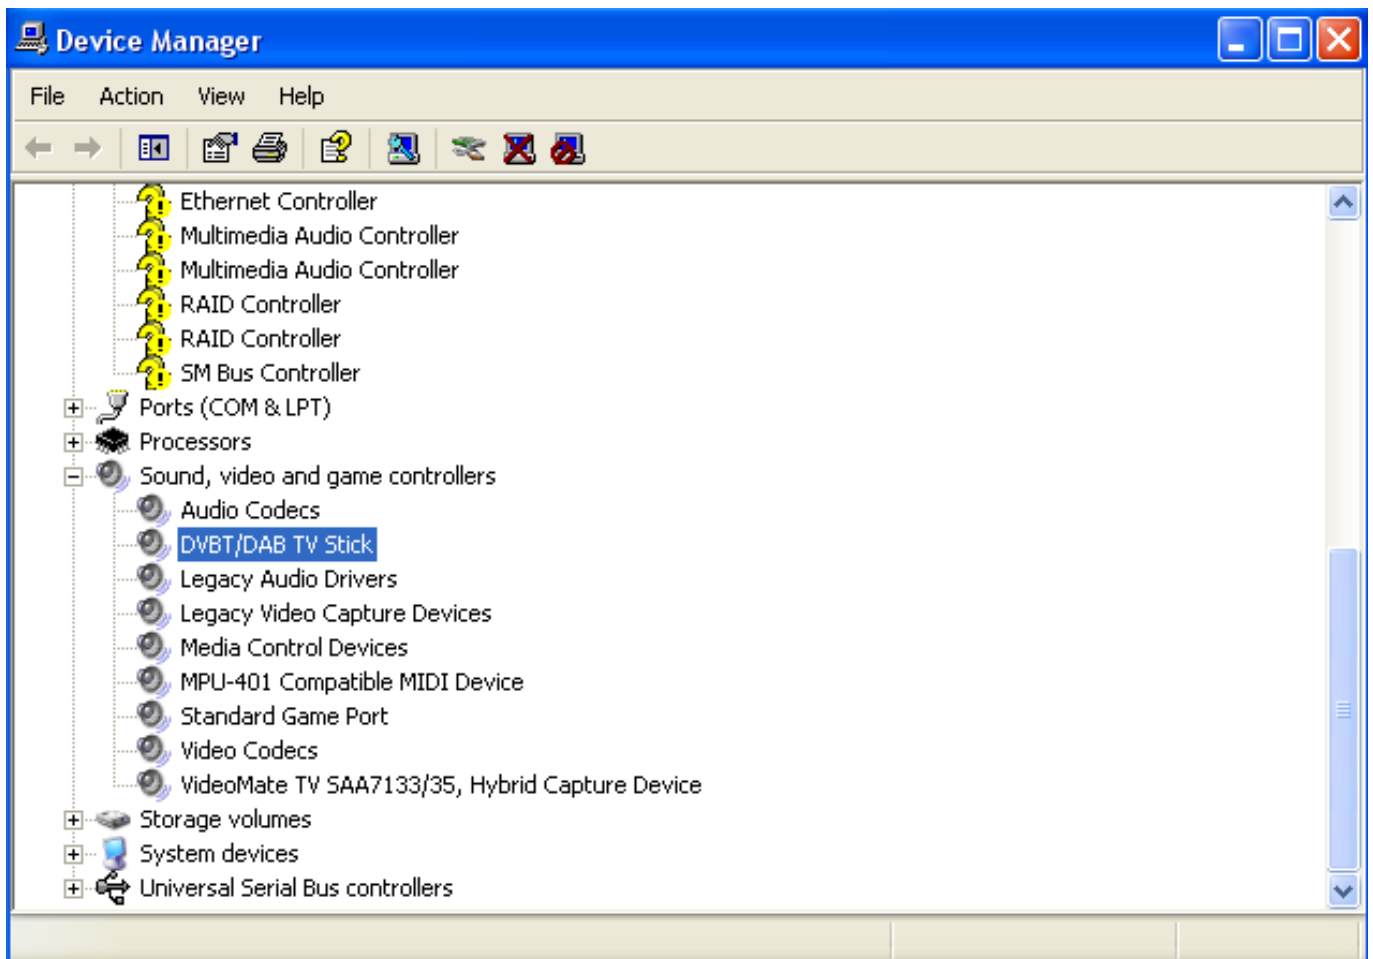 Device Manager
File Action View Help
Ethernet Controller
Multimedia Audio Controller
Multimedia Audio Controller
RAID Controller
RAID Controller
SM Bus Controller
Ports (COM & LPT)
Processors
Sound, video and game controllers
Audio Codecs
DVBT/DAB TV Stick
Legacy Audio Drivers
Legacy Video Capture Devices
Media Control Devices
MPU-401 Compatible MIDI Device
Standard Game Port
Video Codecs
VideoMate TV SAA7133/35, Hybrid Capture Device
Storage volumes
System devices
Universal Serial Bus controllers